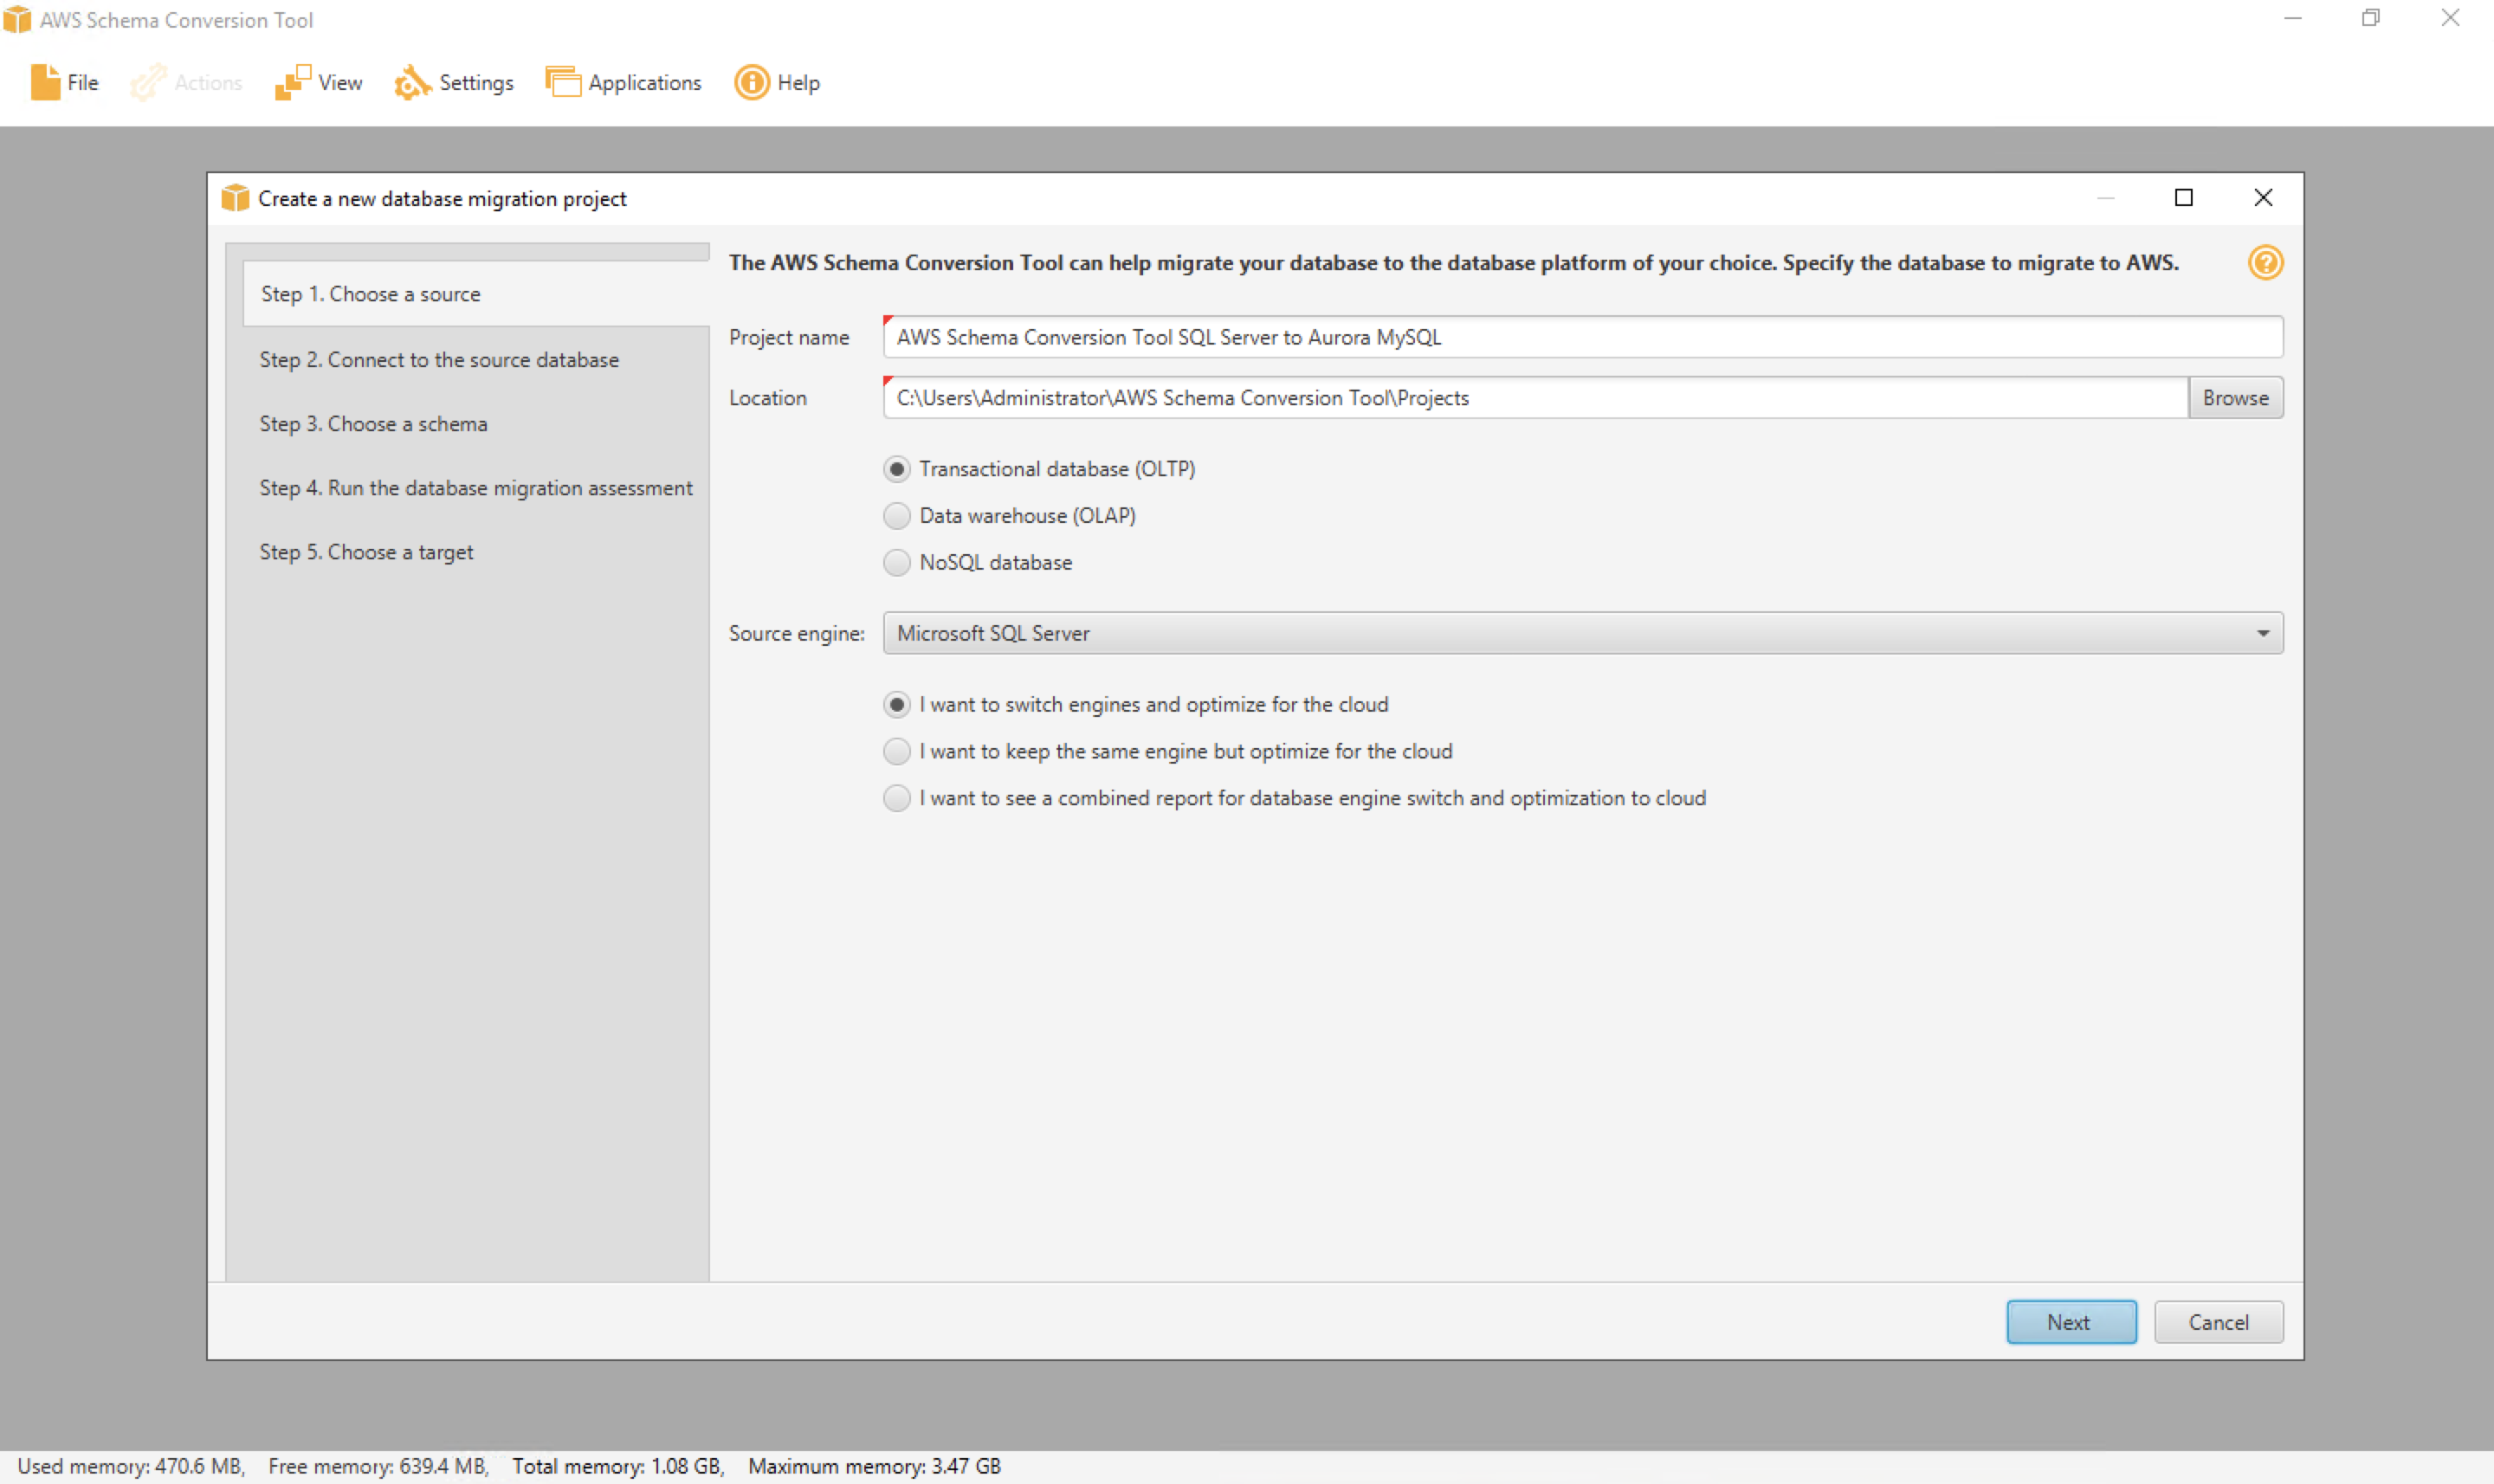 AWS Schema Conversion Tool
File Actions View Settings Applications Help
Create a new database migration project
Step 1. Choose a source
Step 2. Connect to the source database
Step 3. Choose a schema
Step 4. Run the database migration assessment
Step 5. Choose a target
The AWS Schema Conversion Tool can help migrate your database to the database platform of your choice. Specify the database to migrate to AWS.
Project name AWS Schema Conversion Tool SQL Server to Aurora MySQL
Location C:\Users\Administrator\AWS Schema Conversion Tool\Projects Browse
Transactional database (OLTP)
Data warehouse (OLAP)
NoSQL database
Source engine: Microsoft SQL Server
I want to switch engines and optimize for the cloud
I want to keep the same engine but optimize for the cloud
I want to see a combined report for database engine switch and optimization to cloud
Next Cancel
Used memory: 470.6 MB, Free memory: 639.4 MB, Total memory: 1.08 GB, Maximum memory: 3.47 GB